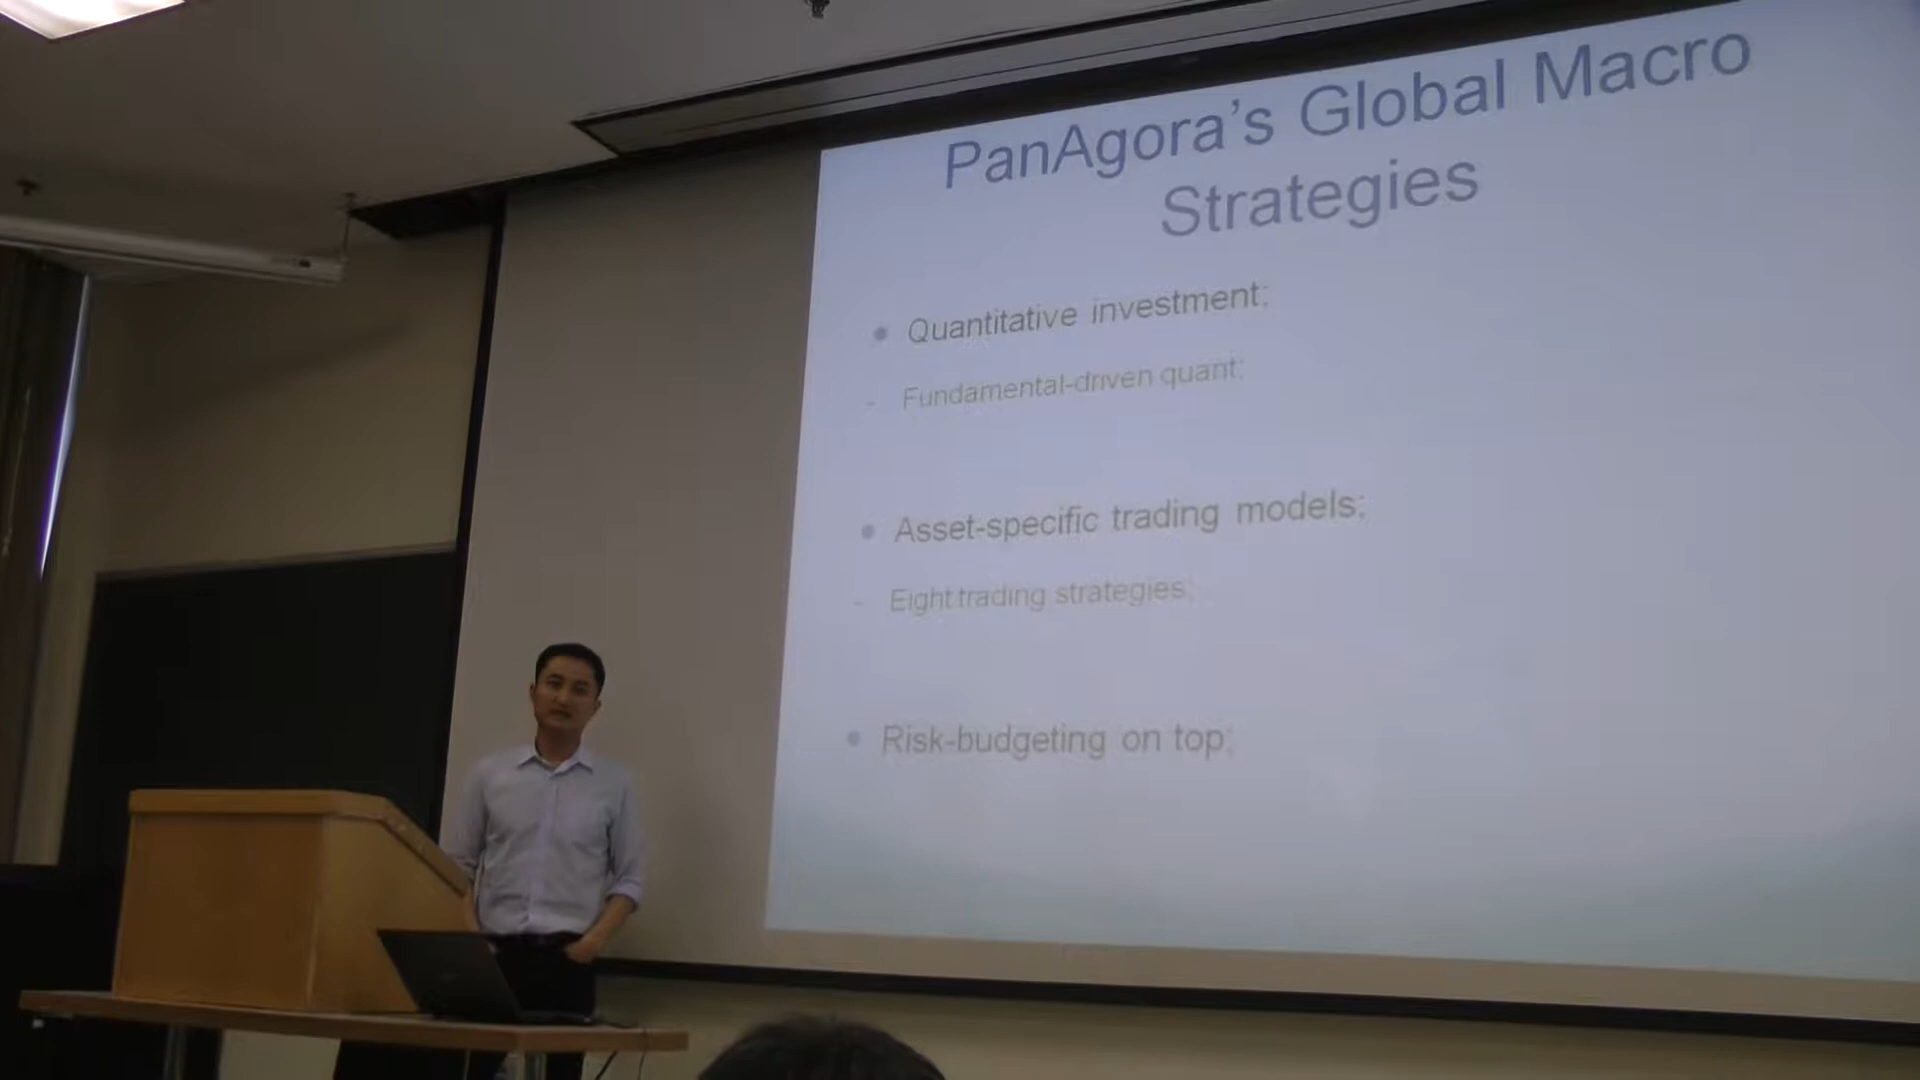 PanAgora's Global Macro
Strategies
Quantitative investment;
- Fundamental-driven quant;
Asset-specific trading models;
- Eight trading strategies;
Risk-budgeting on top;